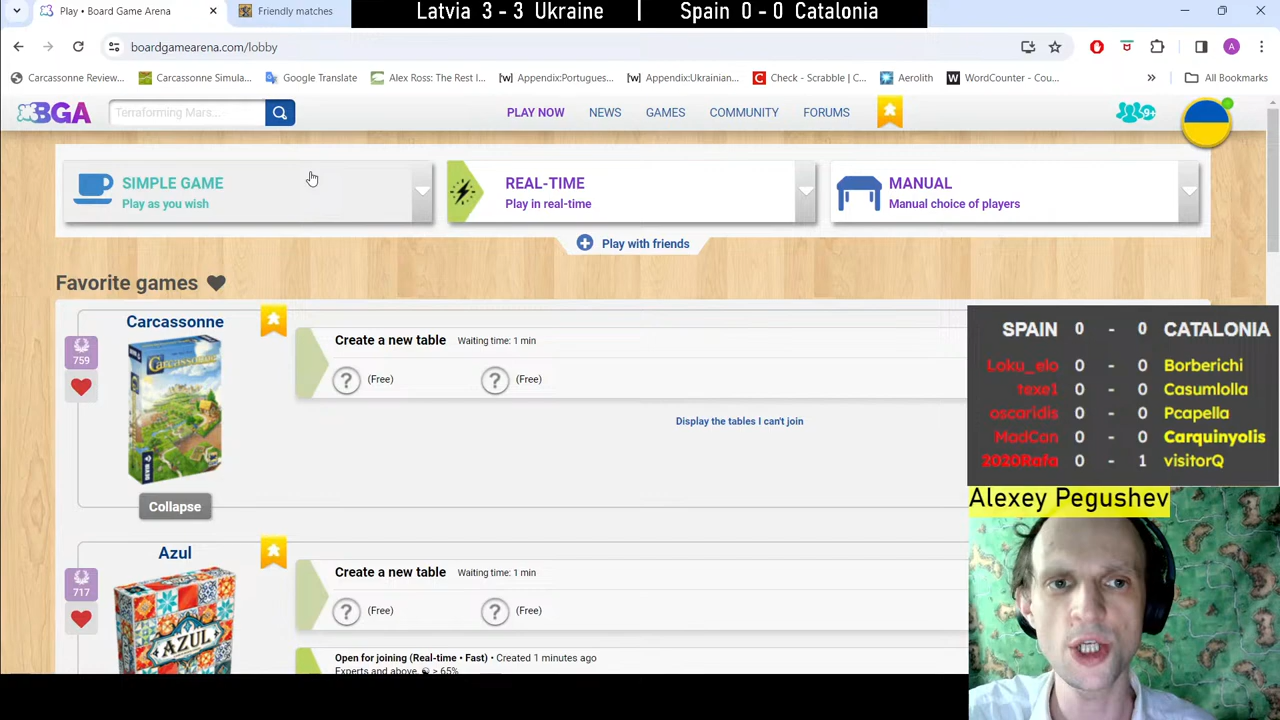 Latvia 3 - 3 Ukraine | Spain 0 - 0 Catalonia
Play • Board Game Arena
Friendly matches
boardgamearena.com/lobby
Carcassonne Review...
Carcassonne Simula...
Google Translate
Alex Ross: The Rest I...
[w] Appendix:Portugues...
[w] Appendix:Ukrainian...
Check - Scrabble | C...
Aerolith
WordCounter - Cou...
All Bookmarks
BGA
Terraforming Mars...
PLAY NOW
NEWS
GAMES
COMMUNITY
FORUMS
9+
SIMPLE GAME
Play as you wish
REAL-TIME
Play in real-time
MANUAL
Manual choice of players
Play with friends
Favorite games
Carcassonne
759
Carcassonne
Collapse
Create a new table Waiting time: 1 min
? (Free) ? (Free)
Display the tables I can't join
SPAIN 0 - 0 CATALONIA
Loku_elo 0 - 0 Borberichi
texe1 0 - 0 Casumlolla
oscaridis 0 - 0 Pcapella
MadCan 0 - 0 Carquinyolis
2020Rafa 0 - 1 visitorQ
Alexey Pegushev
Azul
717
AZUL
Create a new table Waiting time: 1 min
? (Free) ? (Free)
Open for joining (Real-time • Fast) • Created 1 minutes ago
Experts and above, > 65%